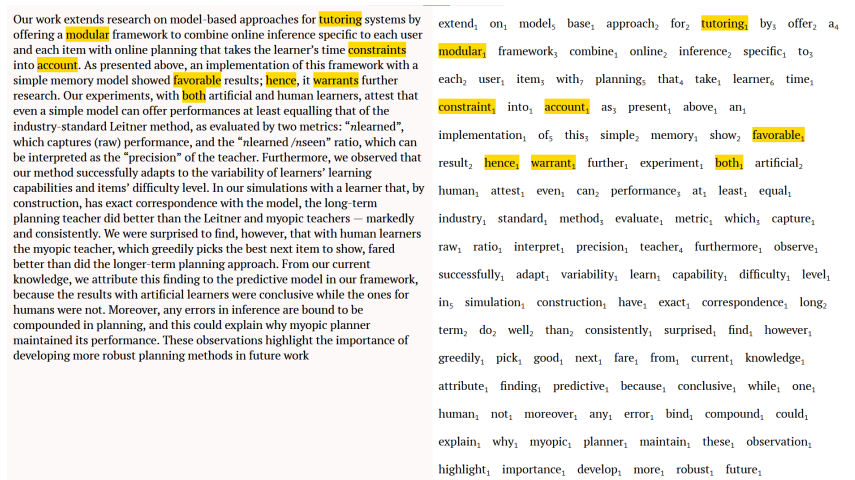 Our work extends research on model-based approaches for tutoring systems by
offering a modular framework to combine online inference specific to each user
and each item with online planning that takes the learner's time constraints
into account. As presented above, an implementation of this framework with a
simple memory model showed favorable results; hence, it warrants further
research. Our experiments, with both artificial and human learners, attest that
even a simple model can offer performances at least equalling that of the
industry-standard Leitner method, as evaluated by two metrics: “nlearned”,
which captures (raw) performance, and the “nlearned /nseen” ratio, which can
be interpreted as the “precision” of the teacher. Furthermore, we observed that
our method successfully adapts to the variability of learners' learning
capabilities and items' difficulty level. In our simulations with a learner that, by
construction, has exact correspondence with the model, the long-term
planning teacher did better than the Leitner and myopic teachers — markedly
and consistently. We were surprised to find, however, that with human learners
the myopic teacher, which greedily picks the best next item to show, fared
better than did the longer-term planning approach. From our current
knowledge, we attribute this finding to the predictive model in our framework,
because the results with artificial learners were conclusive while the ones for
humans were not. Moreover, any errors in inference are bound to be
compounded in planning, and this could explain why myopic planner
maintained its performance. These observations highlight the importance of
developing more robust planning methods in future work
extend₁ on₁ model₅ base₁ approach₂ for₂ tutoring₁ by₃ offer₂ a₄
modular₁ framework₃ combine₁ online₂ inference₂ specific₁ to₃
each₂ user₁ item₃ with₇ planning₅ that₄ take₁ learner₆ time₁
constraint₁ into₁ account₁ as₃ present₁ above₁ an₁
implementation₁ of₅ this₃ simple₂ memory₁ show₂ favorable₁
result₂ hence₁ warrant₁ further₁ experiment₁ both₁ artificial₂
human₁ attest₁ even₁ can₂ performance₃ at₁ least₁ equal₁
industry₁ standard₁ method₃ evaluate₁ metric₁ which₃ capture₁
raw₁ ratio₁ interpret₁ precision₁ teacher₄ furthermore₁ observe₁
successfully₁ adapt₁ variability₁ learn₁ capability₁ difficulty₁ level₁
in₅ simulation₁ construction₁ have₁ exact₁ correspondence₁ long₂
term₂ do₂ well₂ than₂ consistently₁ surprised₁ find₁ however₁
greedily₁ pick₁ good₁ next₁ fare₁ from₁ current₁ knowledge₁
attribute₁ finding₁ predictive₁ because₁ conclusive₁ while₁ one₁
human₁ not₁ moreover₁ any₁ error₁ bind₁ compound₁ could₁
explain₁ why₁ myopic₁ planner₁ maintain₁ these₁ observation₁
highlight₁ importance₁ develop₁ more₁ robust₁ future₁